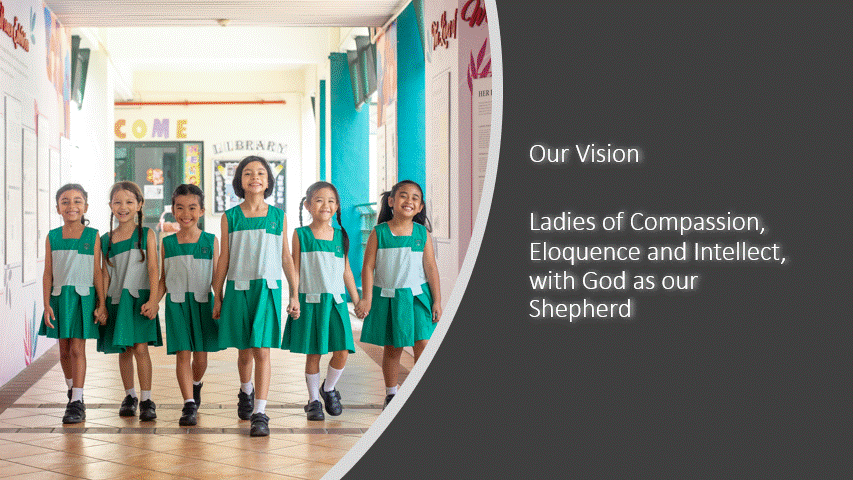 COME
LIBRARY
Our Vision
Ladies of Compassion,
Eloquence and Intellect,
with God as our
Shepherd